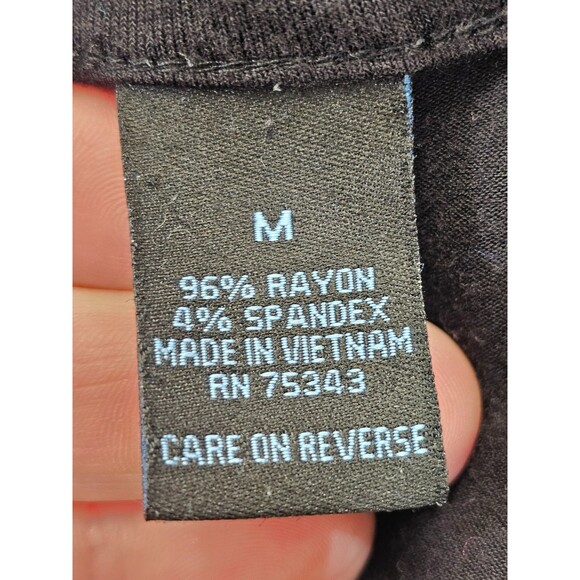 M
96% RAYON
4% SPANDEX
MADE IN VIETNAM
RN 75343
CARE ON REVERSE